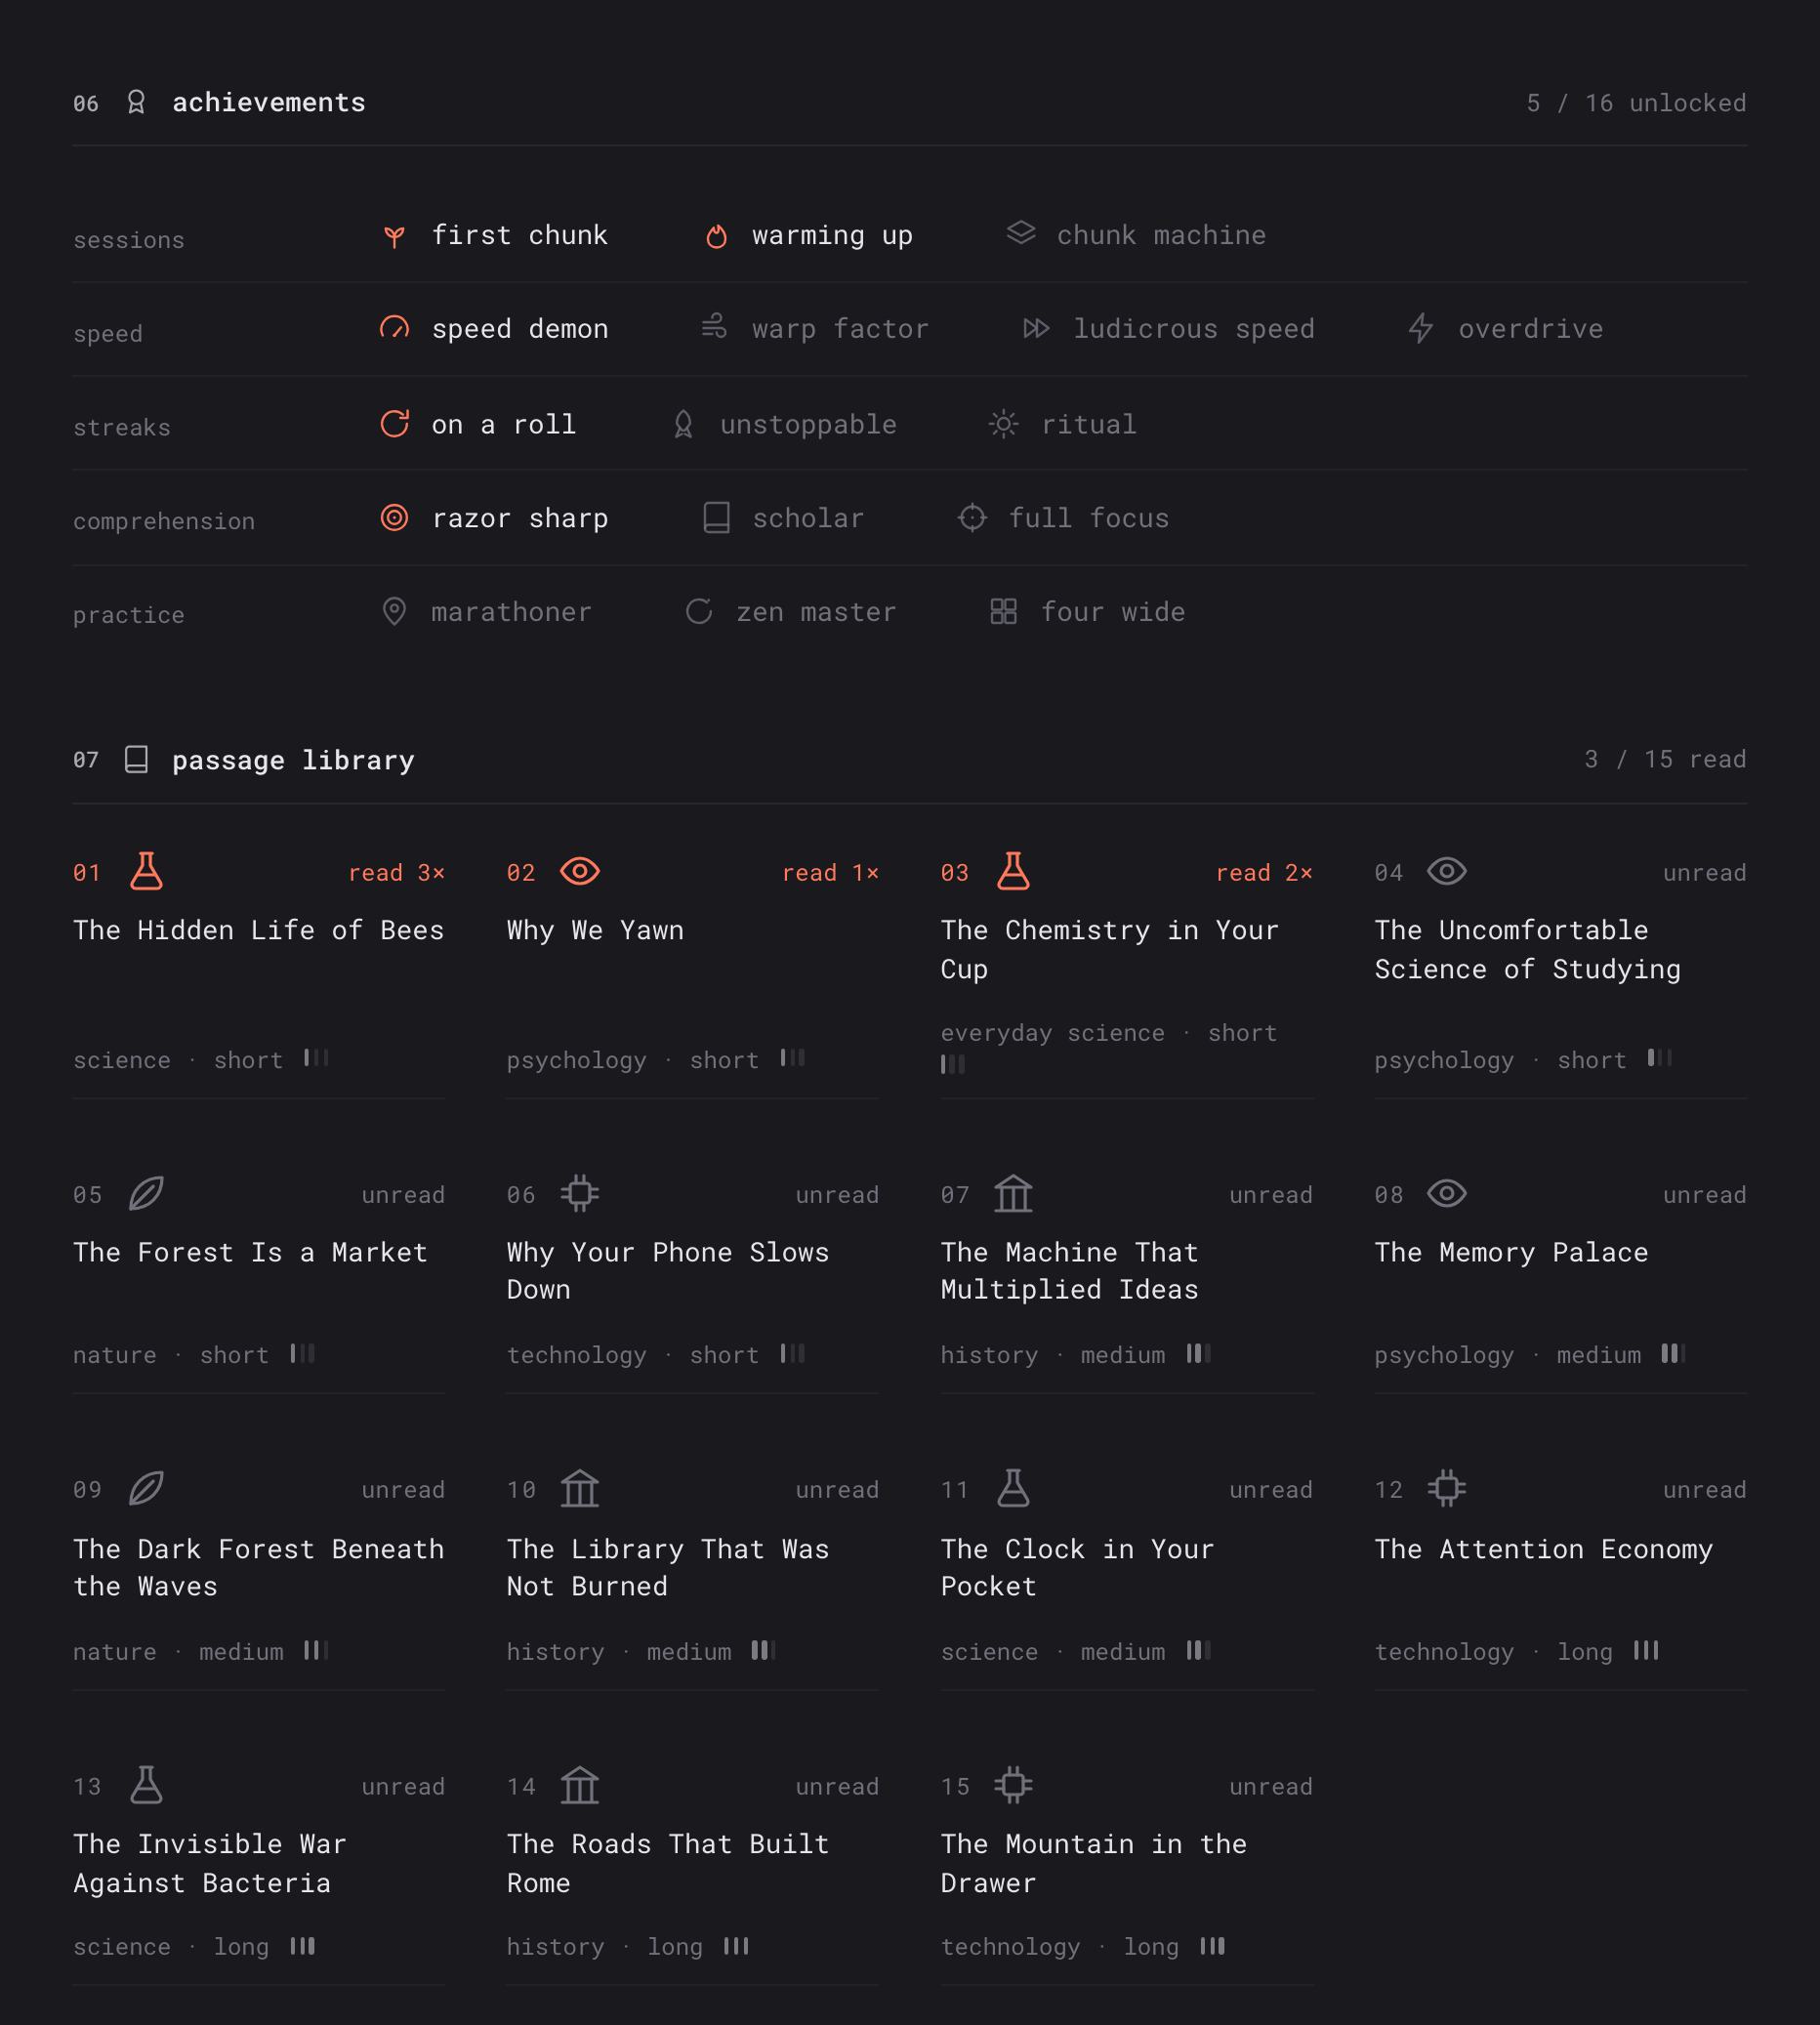 06 achievements 5 / 16 unlocked
sessions first chunk warming up chunk machine
speed speed demon warp factor ludicrous speed overdrive
streaks on a roll unstoppable ritual
comprehension razor sharp scholar full focus
practice marathoner zen master four wide
07 passage library 3 / 15 read
01 read 3×
The Hidden Life of Bees
science · short
02 read 1×
Why We Yawn
psychology · short
03 read 2×
The Chemistry in Your
Cup
everyday science · short
04 unread
The Uncomfortable
Science of Studying
psychology · short
05 unread
The Forest Is a Market
nature · short
06 unread
Why Your Phone Slows
Down
technology · short
07 unread
The Machine That
Multiplied Ideas
history · medium
08 unread
The Memory Palace
psychology · medium
09 unread
The Dark Forest Beneath
the Waves
nature · medium
10 unread
The Library That Was
Not Burned
history · medium
11 unread
The Clock in Your
Pocket
science · medium
12 unread
The Attention Economy
technology · long
13 unread
The Invisible War
Against Bacteria
science · long
14 unread
The Roads That Built
Rome
history · long
15 unread
The Mountain in the
Drawer
technology · long